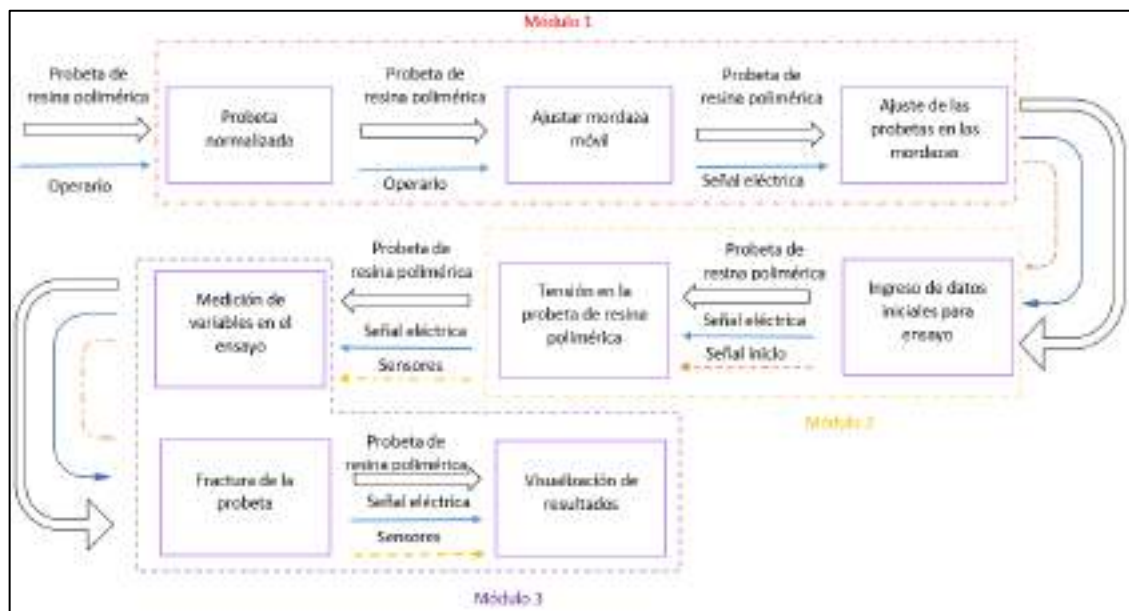 Módulo 1
Probeta de
resina polimérica
Operario
Probeta
normalizada
Probeta de
resina polimérica
Operario
Ajustar mordaza
móvil
Probeta de
resina polimérica
Señal eléctrica
Ajuste de las
probetas en las
mordazas
Ingreso de datos
iniciales para
ensayo
Probeta de
resina polimérica
Señal eléctrica
Señal inicio
Tensión en la
probeta de resina
polimérica
Módulo 2
Probeta de
resina polimérica
Señal eléctrica
Sensores
Medición de
variables en el
ensayo
Fractura de la
probeta
Probeta de
resina polimérica
Señal eléctrica
Sensores
Visualización de
resultados
Módulo 3